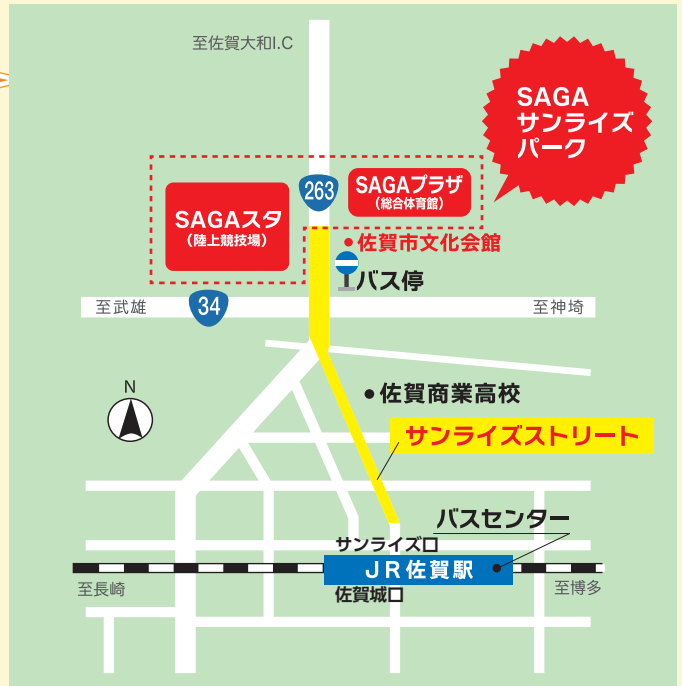 至佐賀大和I.C
SAGA
サンライズ
パーク
263
SAGAプラザ
(総合体育館)
SAGAスタ
(陸上競技場)
佐賀市文化会館
バス停
至武雄
34
至神埼
N
佐賀商業高校
サンライズストリート
バスセンター
サンライズ口
JR佐賀駅
至長崎
佐賀城口
至博多